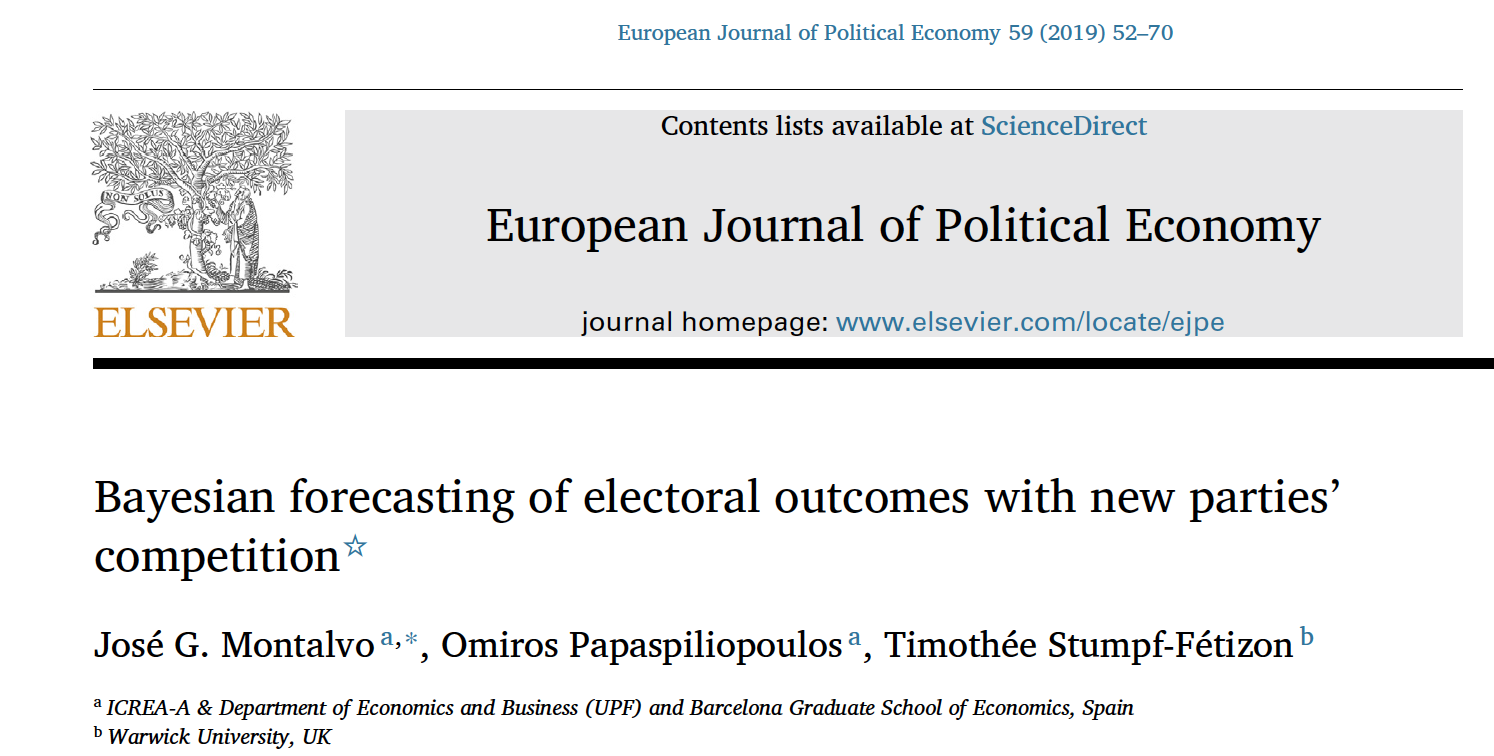 European Journal of Political Economy 59 (2019) 52–70
Contents lists available at ScienceDirect
NON SOLUS
European Journal of Political Economy
ELSEVIER
journal homepage: www.elsevier.com/locate/ejpe
Bayesian forecasting of electoral outcomes with new parties’
competition☆
José G. Montalvo a,*, Omiros Papaspiliopoulos a, Timothée Stumpf-Fétizon b
a ICREA-A & Department of Economics and Business (UPF) and Barcelona Graduate School of Economics, Spain
b Warwick University, UK